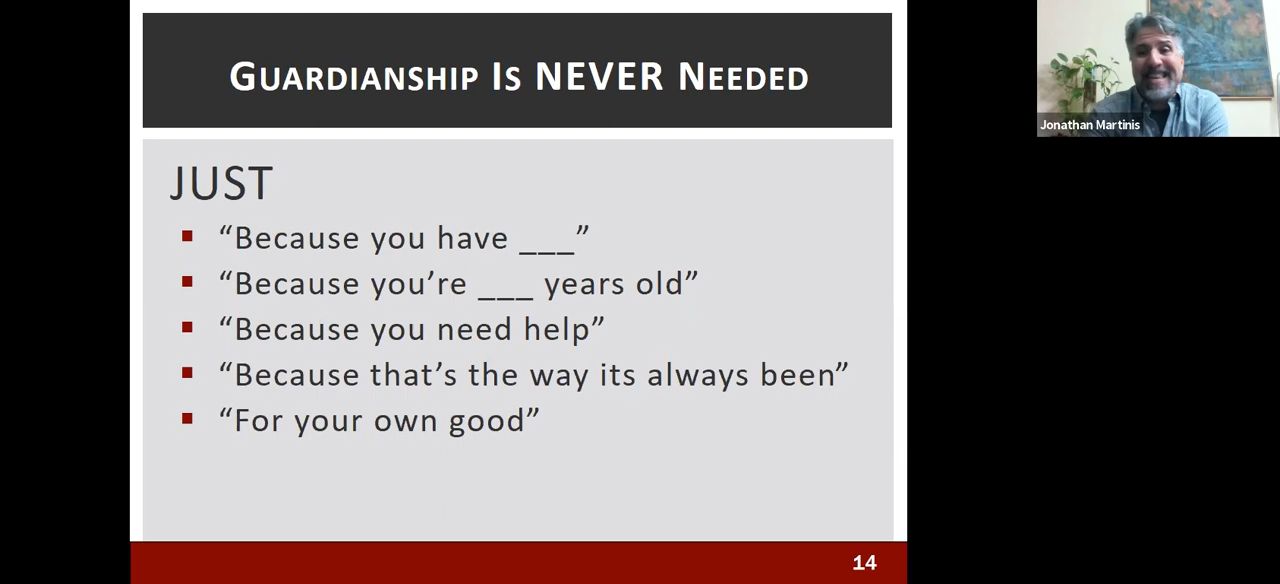 GUARDIANSHIP IS NEVER NEEDED
JUST
“Because you have ___”
“Because you’re ___ years old”
“Because you need help”
“Because that’s the way its always been”
“For your own good”
14
Jonathan Martinis